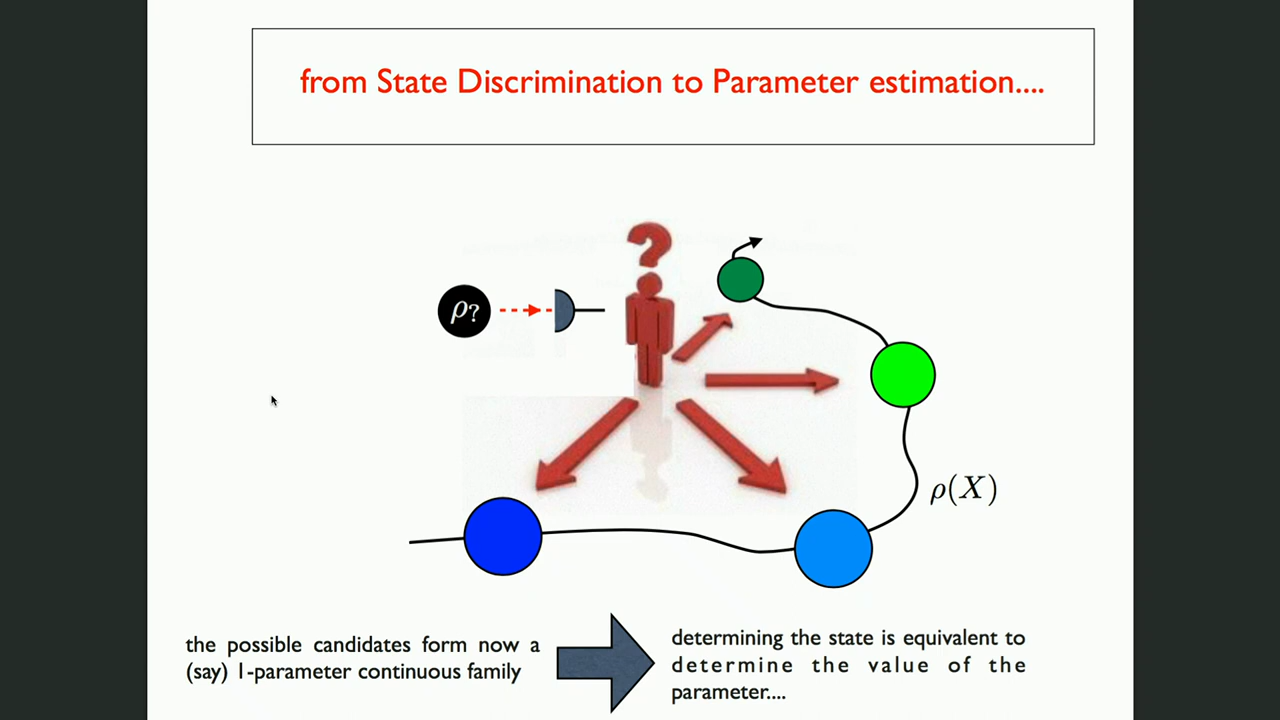 from State Discrimination to Parameter estimation....
?
ρ?
ρ(X)
the possible candidates form now a
(say) 1-parameter continuous family
determining the state is equivalent to
determine the value of the
parameter....